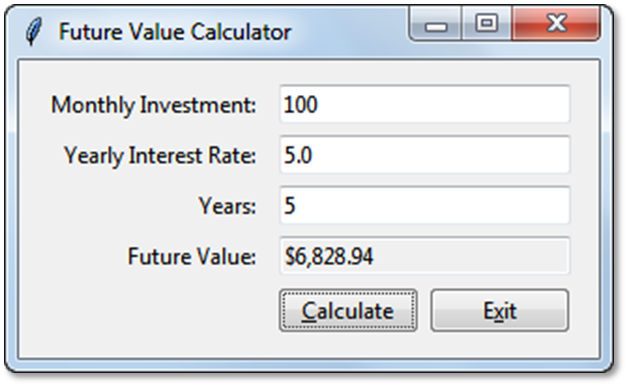 Future Value Calculator
Monthly Investment: 100
Yearly Interest Rate: 5.0
Years: 5
Future Value: $6,828.94
Calculate Exit